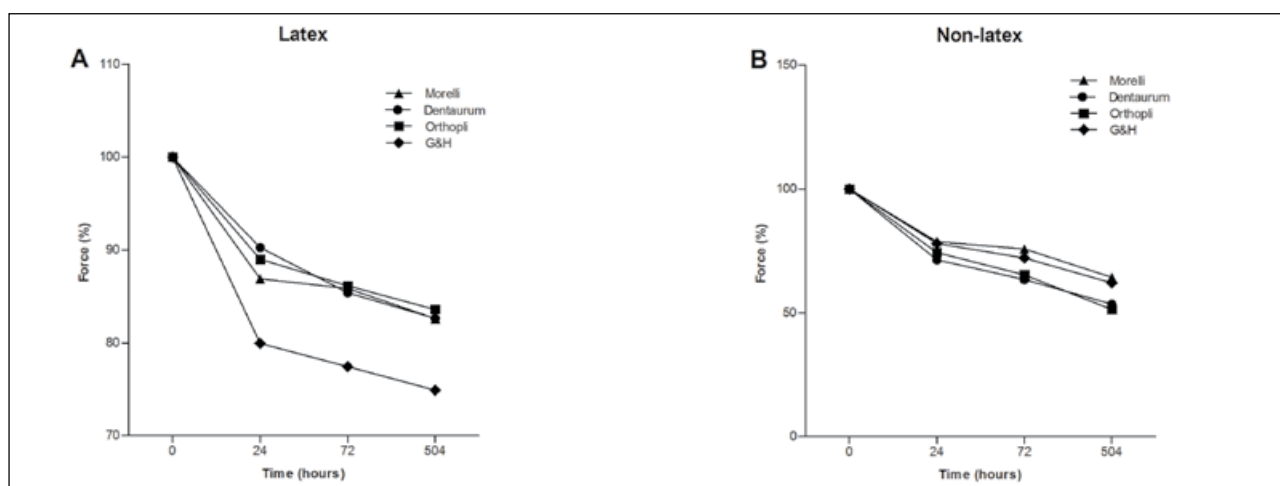 Latex
A
110
100
90
80
70
Force (%)
0 24 72 504
Time (hours)
Morelli
Dentaurum
Orthopli
G&H
Non-latex
B
150
100
50
0
Force (%)
0 24 72 504
Time (hours)
Morelli
Dentaurum
Orthopli
G&H